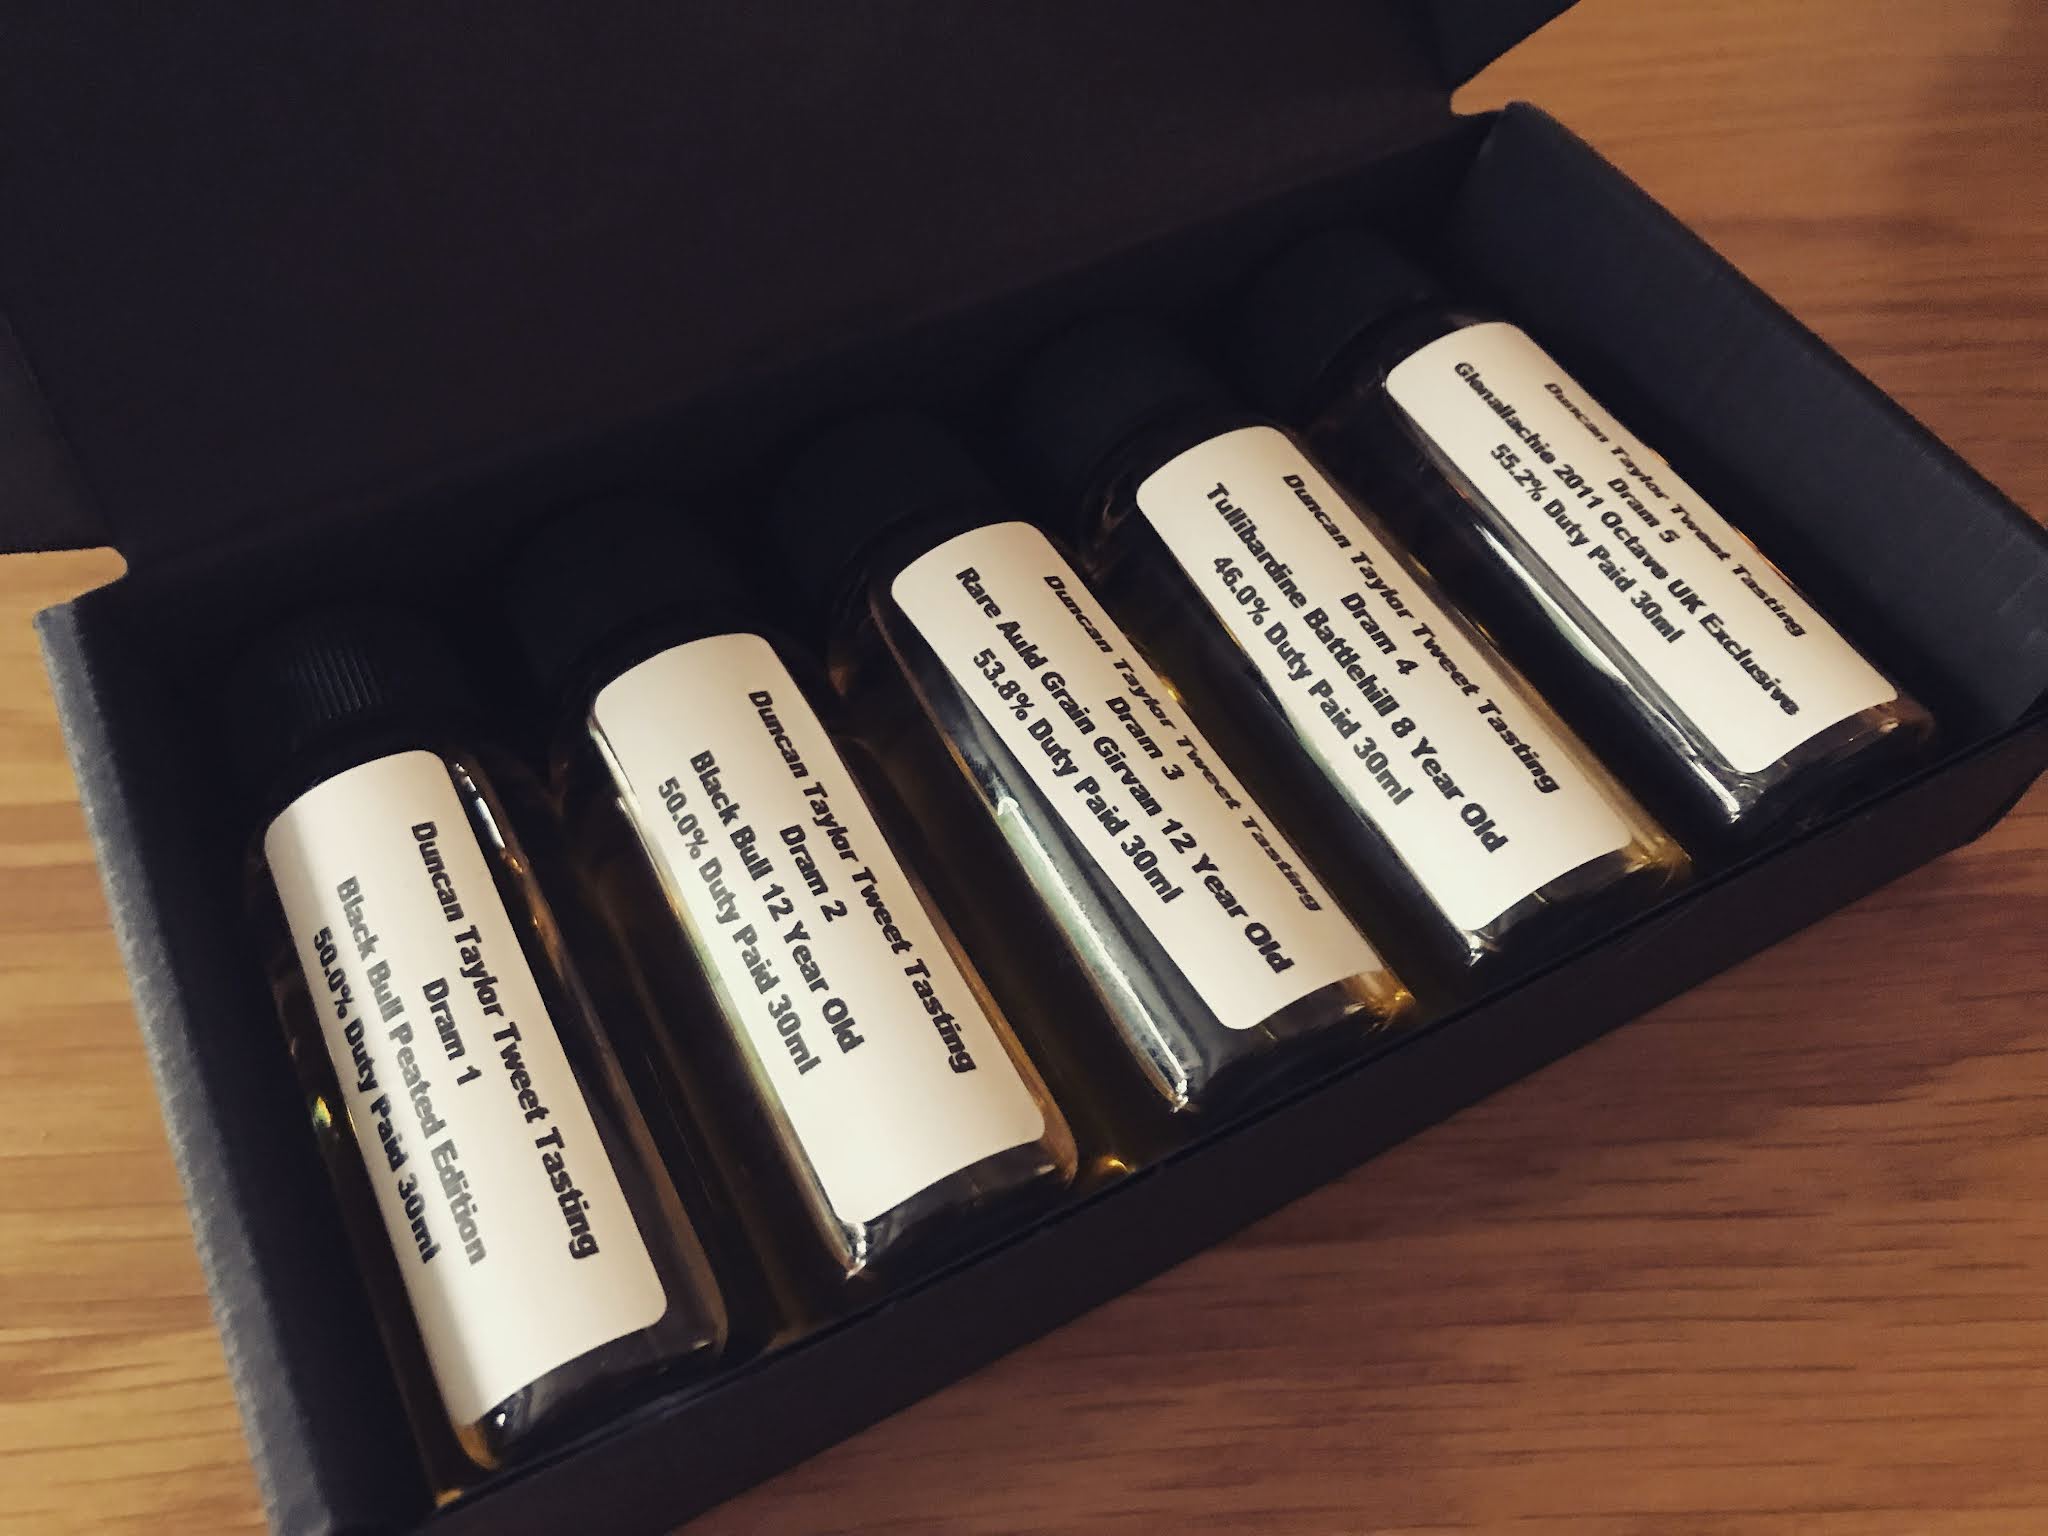 Duncan Taylor Tweet Tasting
Dram 1
Black Bull Peated Edition
50.0% Duty Paid 30ml
Duncan Taylor Tweet Tasting
Dram 2
Black Bull 12 Year Old
50.0% Duty Paid 30ml
Duncan Taylor Tweet Tasting
Dram 3
Rare Auld Grain Girvan 12 Year Old
53.8% Duty Paid 30ml
Duncan Taylor Tweet Tasting
Dram 4
Tullibardine Battlehill 8 Year Old
46.0% Duty Paid 30ml
Duncan Taylor Tweet Tasting
Dram 5
Glenallachie 2011 Octave UK Exclusive
55.2% Duty Paid 30ml